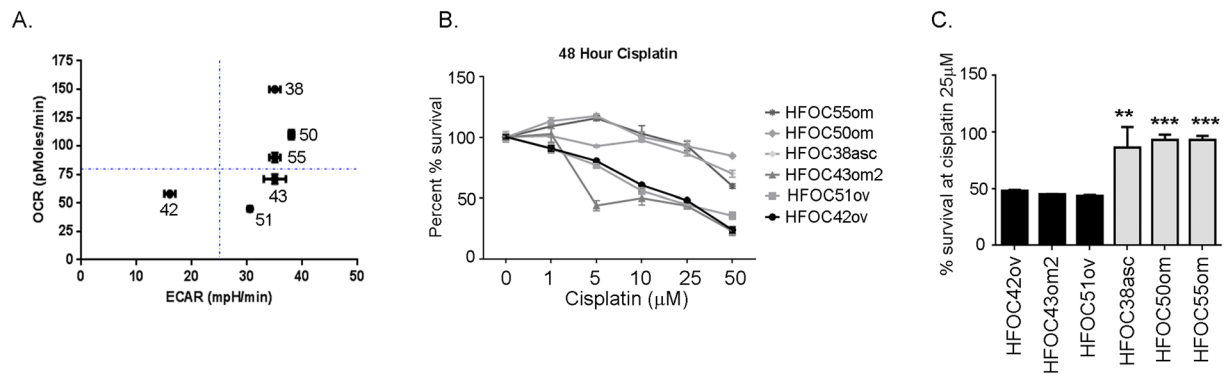 A.
B.
C.
175
150
125
100
75
50
25
0
OCR (pMoles/min)
38
50
55
43
42
51
0 10 20 30 40 50
ECAR (mpH/min)
48 Hour Cisplatin
150
100
50
0
Percent % survival
0 1 5 10 25 50
Cisplatin (μM)
HFOC55om
HFOC50om
HFOC38asc
HFOC43om2
HFOC51ov
HFOC42ov
150
100
50
0
% survival at cisplatin 25μM
** *** ***
HFOC42ov
HFOC43om2
HFOC51ov
HFOC38asc
HFOC50om
HFOC55om